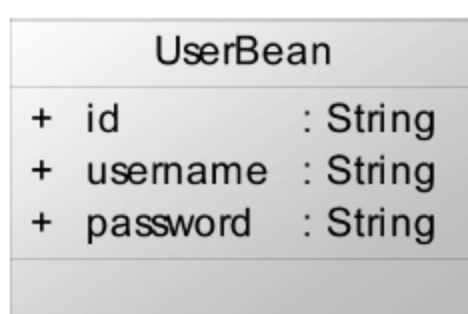 UserBean
+ id : String
+ username : String
+ password : String